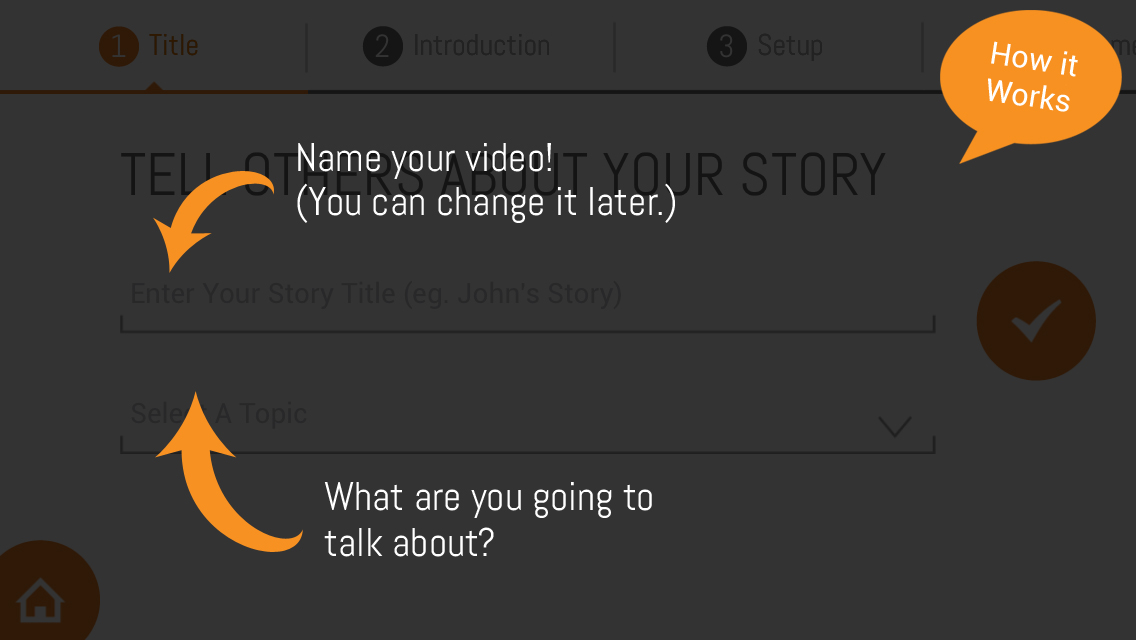 1 Title
2 Introduction
3 Setup
How it
Works
TELL OTHERS ABOUT YOUR STORY
Name your video!
(You can change it later.)
Enter Your Story Title (eg. John's Story)
Select A Topic
What are you going to
talk about?